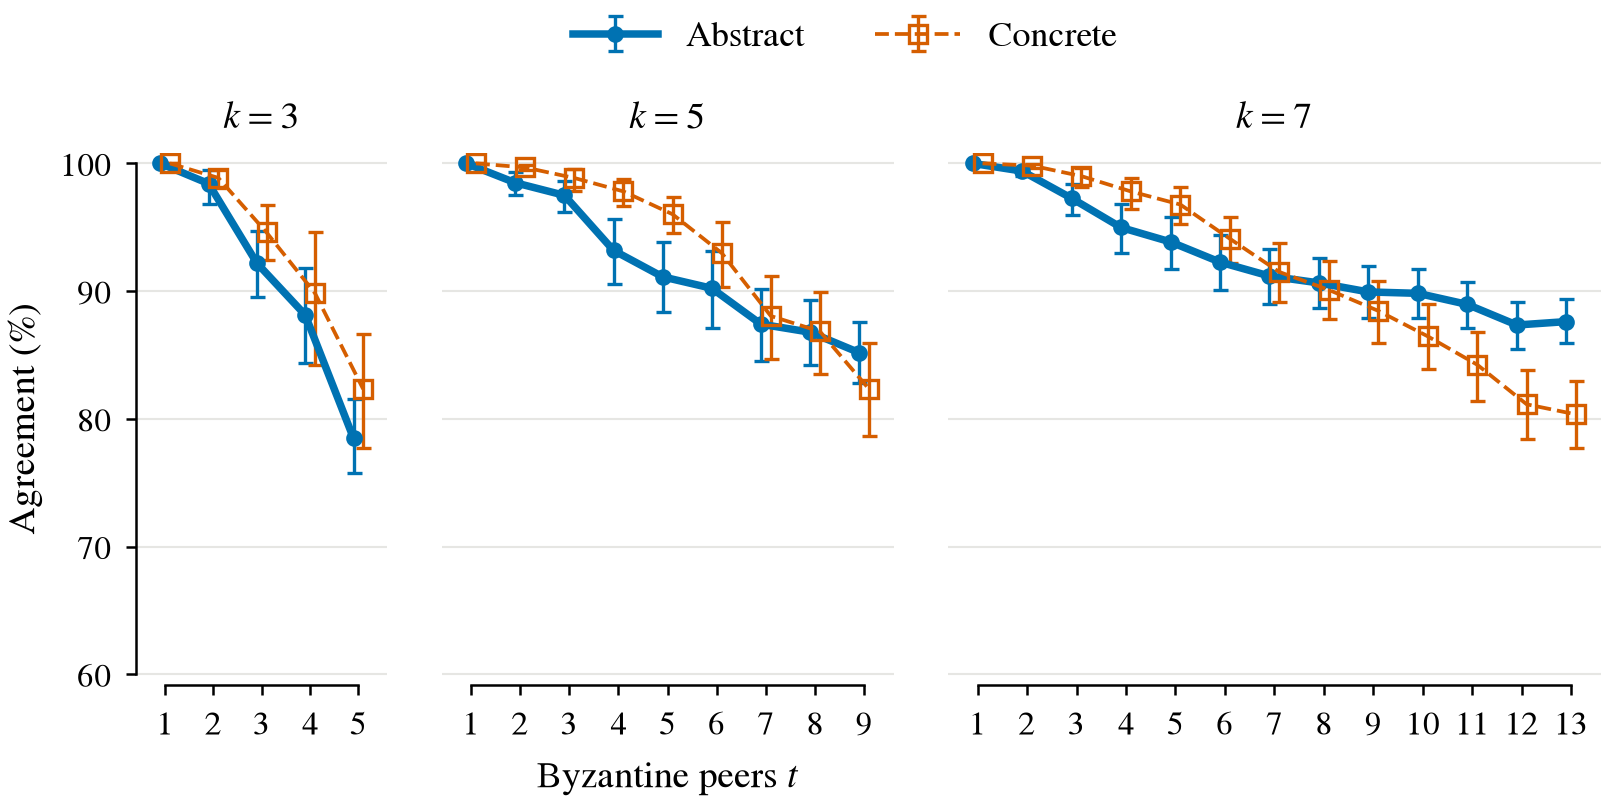 Abstract Concrete
k = 3 k = 5 k = 7
Agreement (%)
100
90
80
70
60
1 2 3 4 5 1 2 3 4 5 6 7 8 9 1 2 3 4 5 6 7 8 9 10 11 12 13
Byzantine peers t